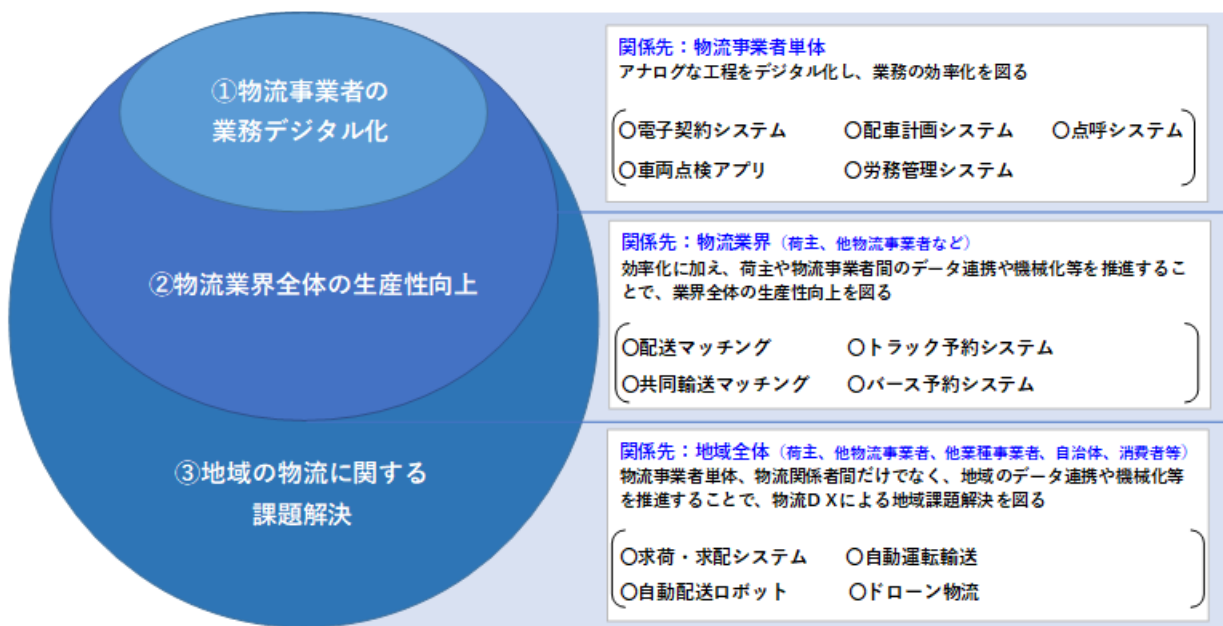 ①物流事業者の
業務デジタル化
関係先：物流事業者単体
アナログな工程をデジタル化し、業務の効率化を図る
〇電子契約システム 〇配車計画システム 〇点呼システム
〇車両点検アプリ 〇労務管理システム
②物流業界全体の生産性向上
関係先：物流業界（荷主、他物流事業者など）
効率化に加え、荷主や物流事業者間のデータ連携や機械化等を推進するこ
とで、業界全体の生産性向上を図る
〇配送マッチング 〇トラック予約システム
〇共同輸送マッチング 〇バース予約システム
③地域の物流に関する
課題解決
関係先：地域全体（荷主、他物流事業者、他業種事業者、自治体、消費者等）
物流事業者単体、物流関係者間だけでなく、地域のデータ連携や機械化等
を推進することで、物流ＤＸによる地域課題解決を図る
〇求荷・求配システム 〇自動運転輸送
〇自動配送ロボット 〇ドローン物流